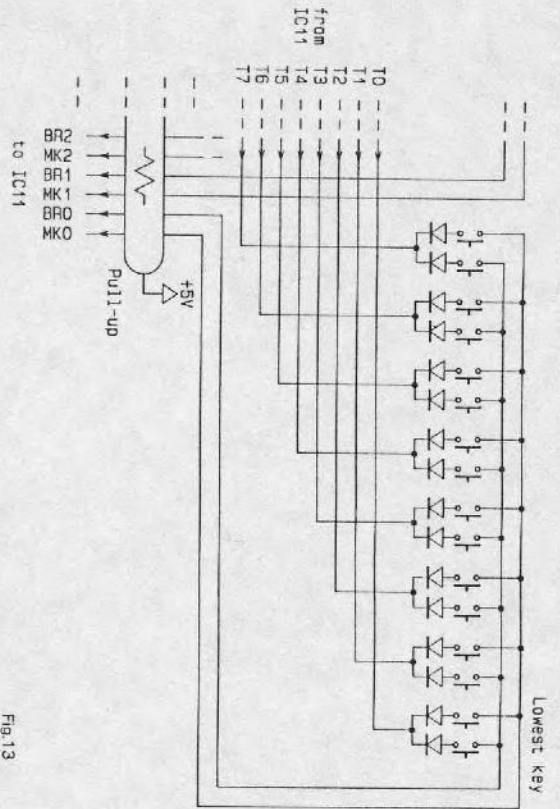 Lowest key
from
IC11
T0
T1
T2
T3
T4
T5
T6
T7
+5V
Pull-up
BR2
MK2
BR1
MK1
BR0
MK0
to IC11
Fig.13